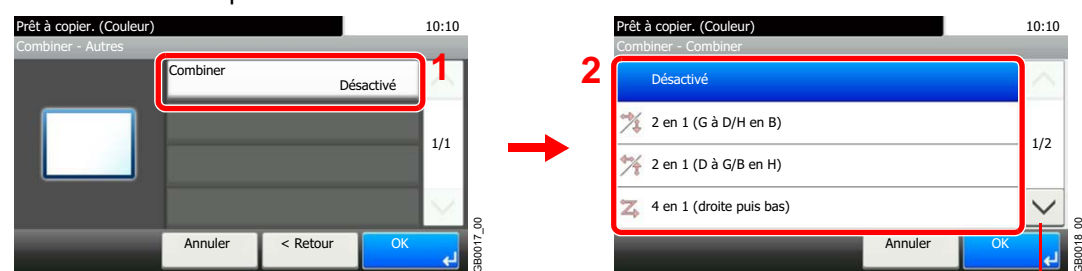 Prêt à copier. (Couleur)
10:10
Combiner - Autres
Combiner
Désactivé
1
1/1
Annuler
< Retour
OK
GB0017_00
Prêt à copier. (Couleur)
10:10
Combiner - Combiner
2
Désactivé
2 en 1 (G à D/H en B)
2 en 1 (D à G/B en H)
4 en 1 (droite puis bas)
1/2
Annuler
OK
GB0018_00